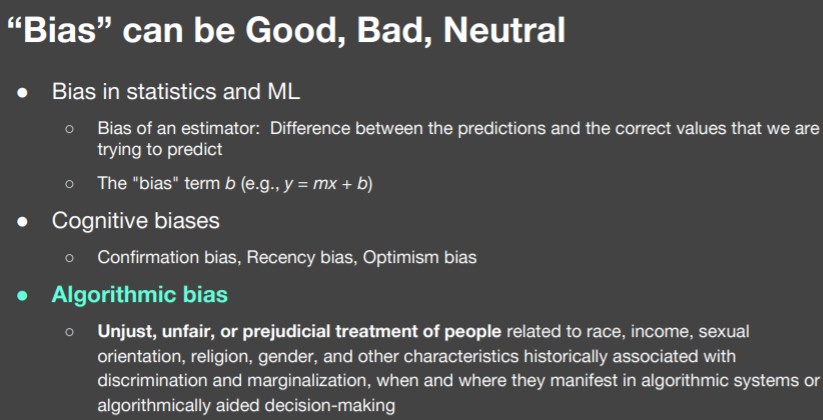 “Bias” can be Good, Bad, Neutral
● Bias in statistics and ML
○ Bias of an estimator: Difference between the predictions and the correct values that we are
trying to predict
○ The "bias" term b (e.g., y = mx + b)
● Cognitive biases
○ Confirmation bias, Recency bias, Optimism bias
● Algorithmic bias
○ Unjust, unfair, or prejudicial treatment of people related to race, income, sexual
orientation, religion, gender, and other characteristics historically associated with
discrimination and marginalization, when and where they manifest in algorithmic systems or
algorithmically aided decision-making